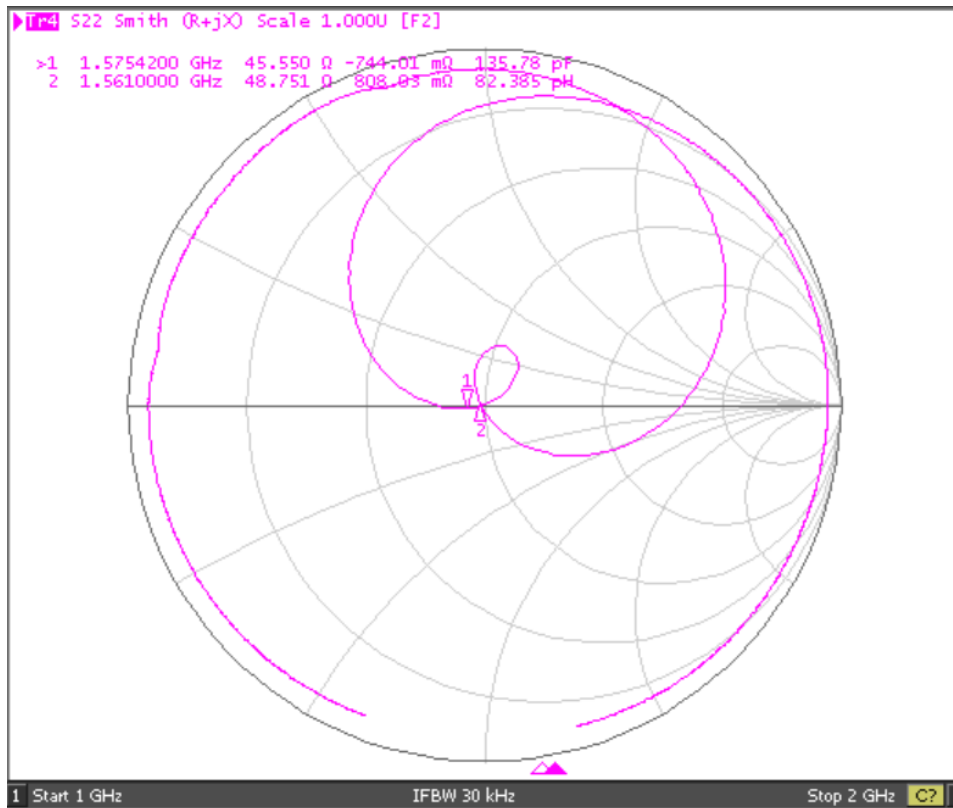 Tr4 S22 Smith (R+jX) Scale 1.000U [F2]
>1 1.5754200 GHz 45.550 Ω -744.01 mΩ 135.78 pF
2 1.5610000 GHz 48.751 Ω 808.03 mΩ 82.385 pH
1
2
1 Start 1 GHz IFBW 30 kHz Stop 2 GHz C?